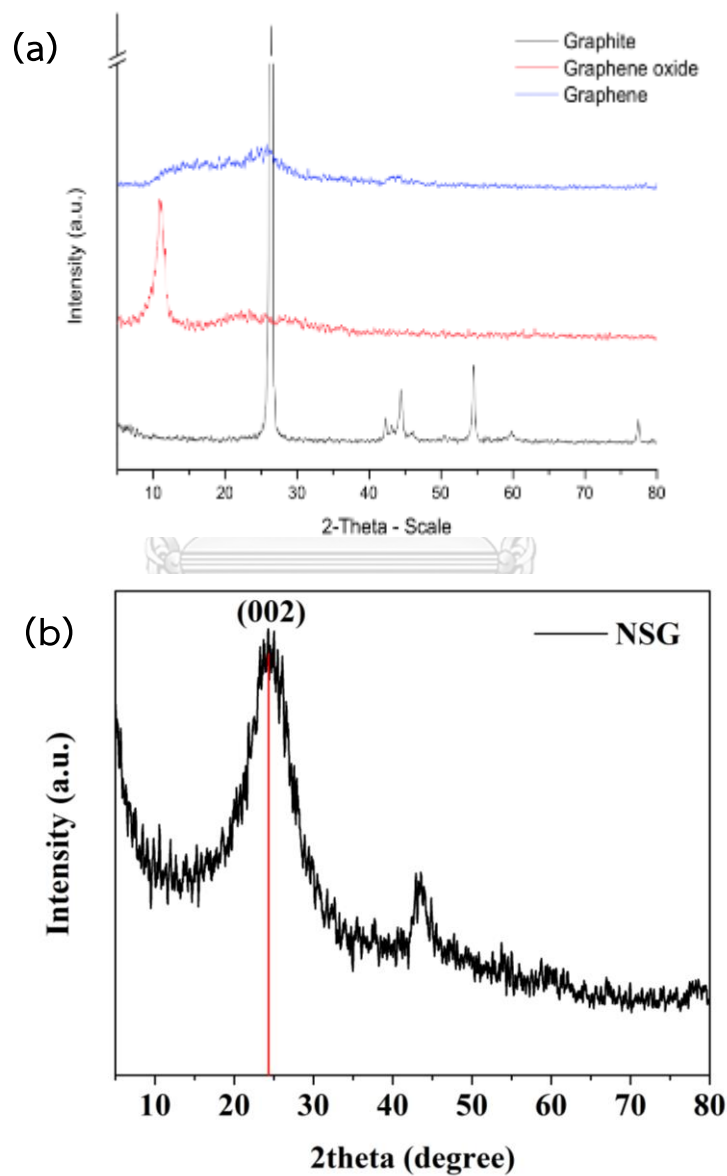 (a)
Graphite
Graphene oxide
Graphene
Intensity (a.u.)
10 20 30 40 50 60 70 80
2-Theta - Scale
(b)
(002)
NSG
Intensity (a.u.)
10 20 30 40 50 60 70 80
2theta (degree)